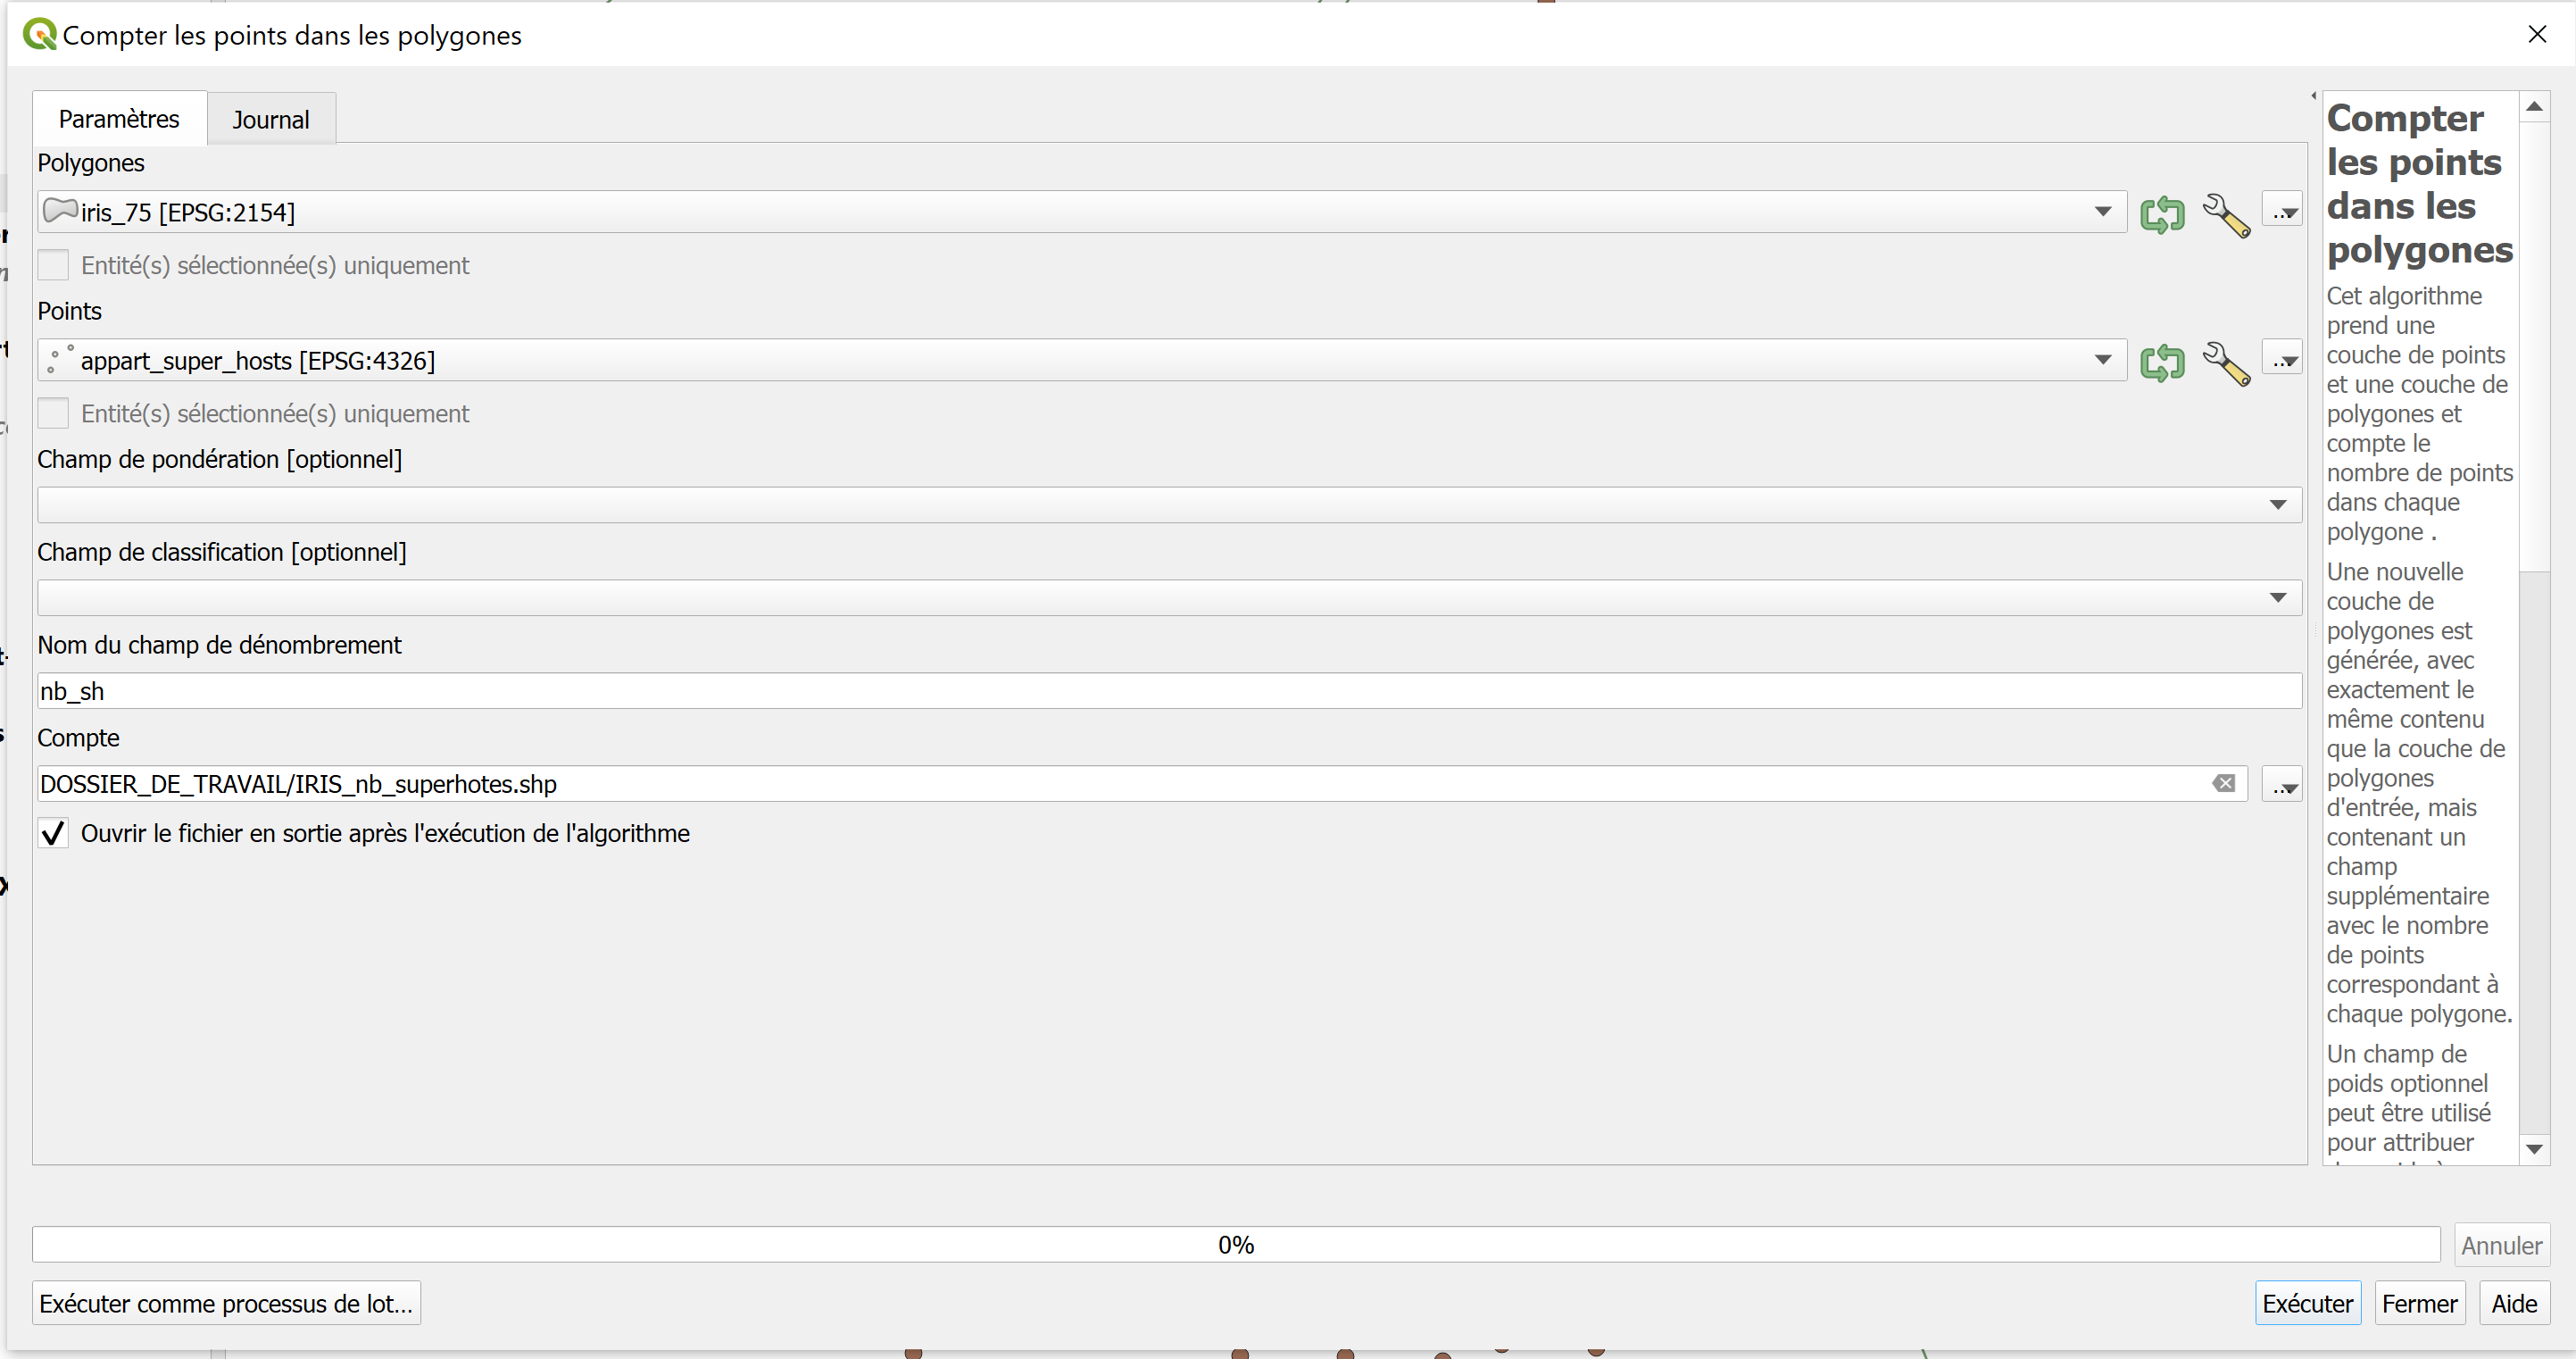 Compter les points dans les polygones
Paramètres
Journal
Polygones
iris_75 [EPSG:2154]
...
Entité(s) sélectionnée(s) uniquement
Points
appart_super_hosts [EPSG:4326]
...
Entité(s) sélectionnée(s) uniquement
Champ de pondération [optionnel]
Champ de classification [optionnel]
Nom du champ de dénombrement
nb_sh
Compte
DOSSIER_DE_TRAVAIL/IRIS_nb_superhotes.shp
...
Ouvrir le fichier en sortie après l'exécution de l'algorithme
Compter
les points
dans les
polygones
Cet algorithme
prend une
couche de points
et une couche de
polygones et
compte le
nombre de points
dans chaque
polygone .
Une nouvelle
couche de
polygones est
générée, avec
exactement le
même contenu
que la couche de
polygones
d'entrée, mais
contenant un
champ
supplémentaire
avec le nombre
de points
correspondant à
chaque polygone.
Un champ de
poids optionnel
peut être utilisé
pour attribuer
0%
Annuler
Exécuter comme processus de lot...
Exécuter
Fermer
Aide